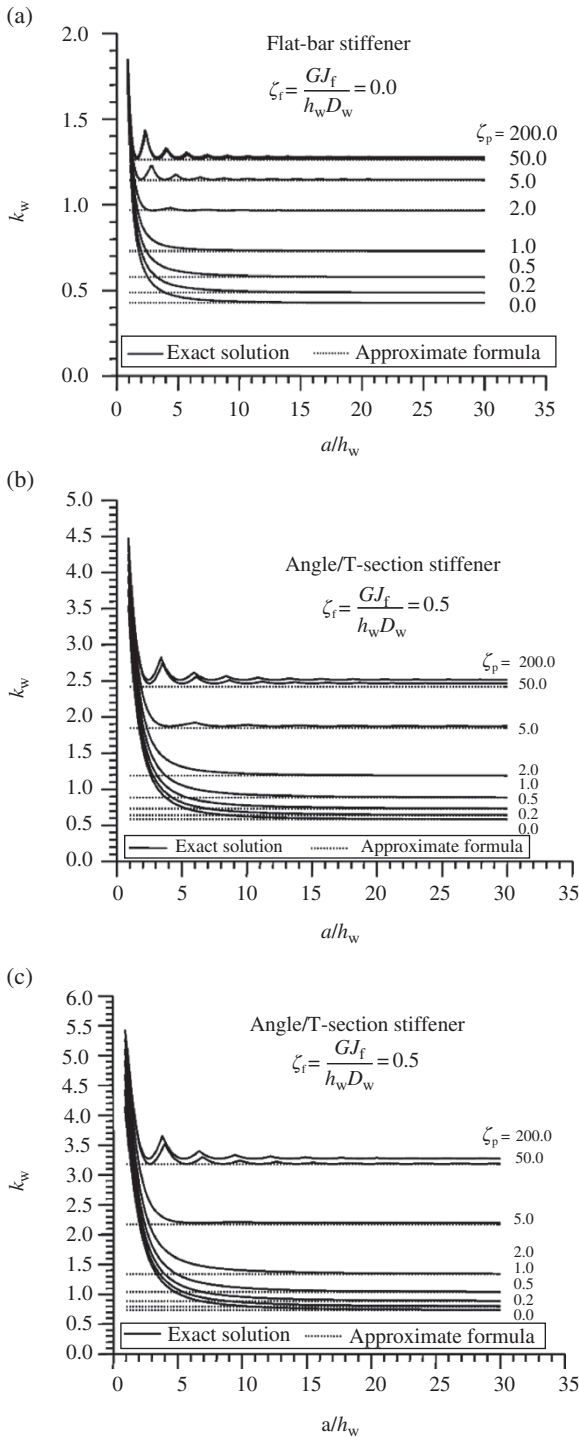 (a)
Flat-bar stiffener
ζf = GJf / hwDw = 0.0
ζp = 200.0
50.0
5.0
2.0
1.0
0.5
0.2
0.0
kw
2.0
1.5
1.0
0.5
0.0
Exact solution
Approximate formula
0 5 10 15 20 25 30 35
a/hw
(b)
Angle/T-section stiffener
ζf = GJf / hwDw = 0.5
ζp = 200.0
50.0
5.0
2.0
1.0
0.5
0.2
0.0
kw
5.0
4.5
4.0
3.5
3.0
2.5
2.0
1.5
1.0
0.5
0.0
Exact solution
Approximate formula
0 5 10 15 20 25 30 35
a/hw
(c)
Angle/T-section stiffener
ζf = GJf / hwDw = 0.5
ζp = 200.0
50.0
5.0
2.0
1.0
0.5
0.2
0.0
kw
6.0
5.5
5.0
4.5
4.0
3.5
3.0
2.5
2.0
1.5
1.0
0.5
0.0
Exact solution
Approximate formula
0 5 10 15 20 25 30 35
a/hw